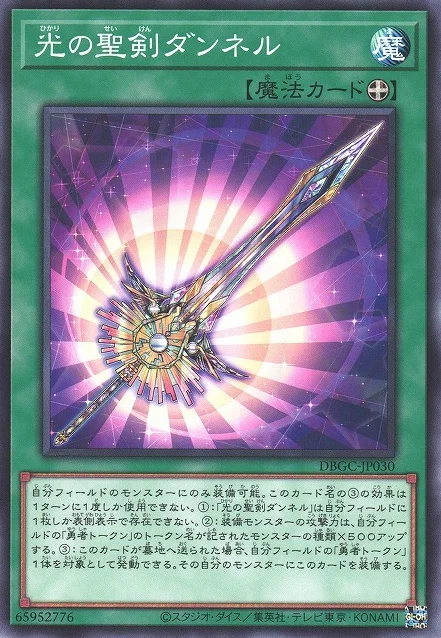 光の聖剣ダンネル
魔
【魔法カード】
DBGC-JP030
自分フィールドのモンスターにのみ装備可能。このカード名の③の効果は
1ターンに1度しか使用できない。①：「光の聖剣ダンネル」は自分フィールドに
1枚しか表側表示で存在できない。②：装備モンスターの攻撃力は、自分フィー
ルドの「勇者トークン」のトークン名が記されたモンスターの種類×500アップ
する。③：このカードが墓地へ送られた場合、自分フィールドの「勇者トークン」
1体を対象として発動できる。その自分のモンスターにこのカードを装備する。
65952776
©スタジオ・ダイス/集英社・テレビ東京・KONAMI